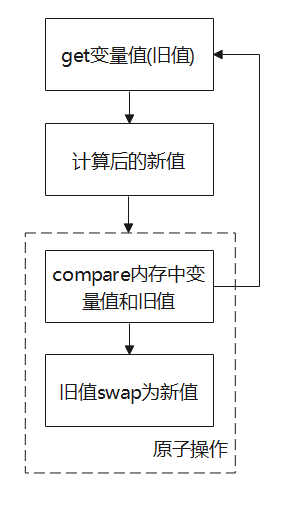 get变量值(旧值)
计算后的新值
compare内存中变
量值和旧值
旧值swap为新值
原子操作